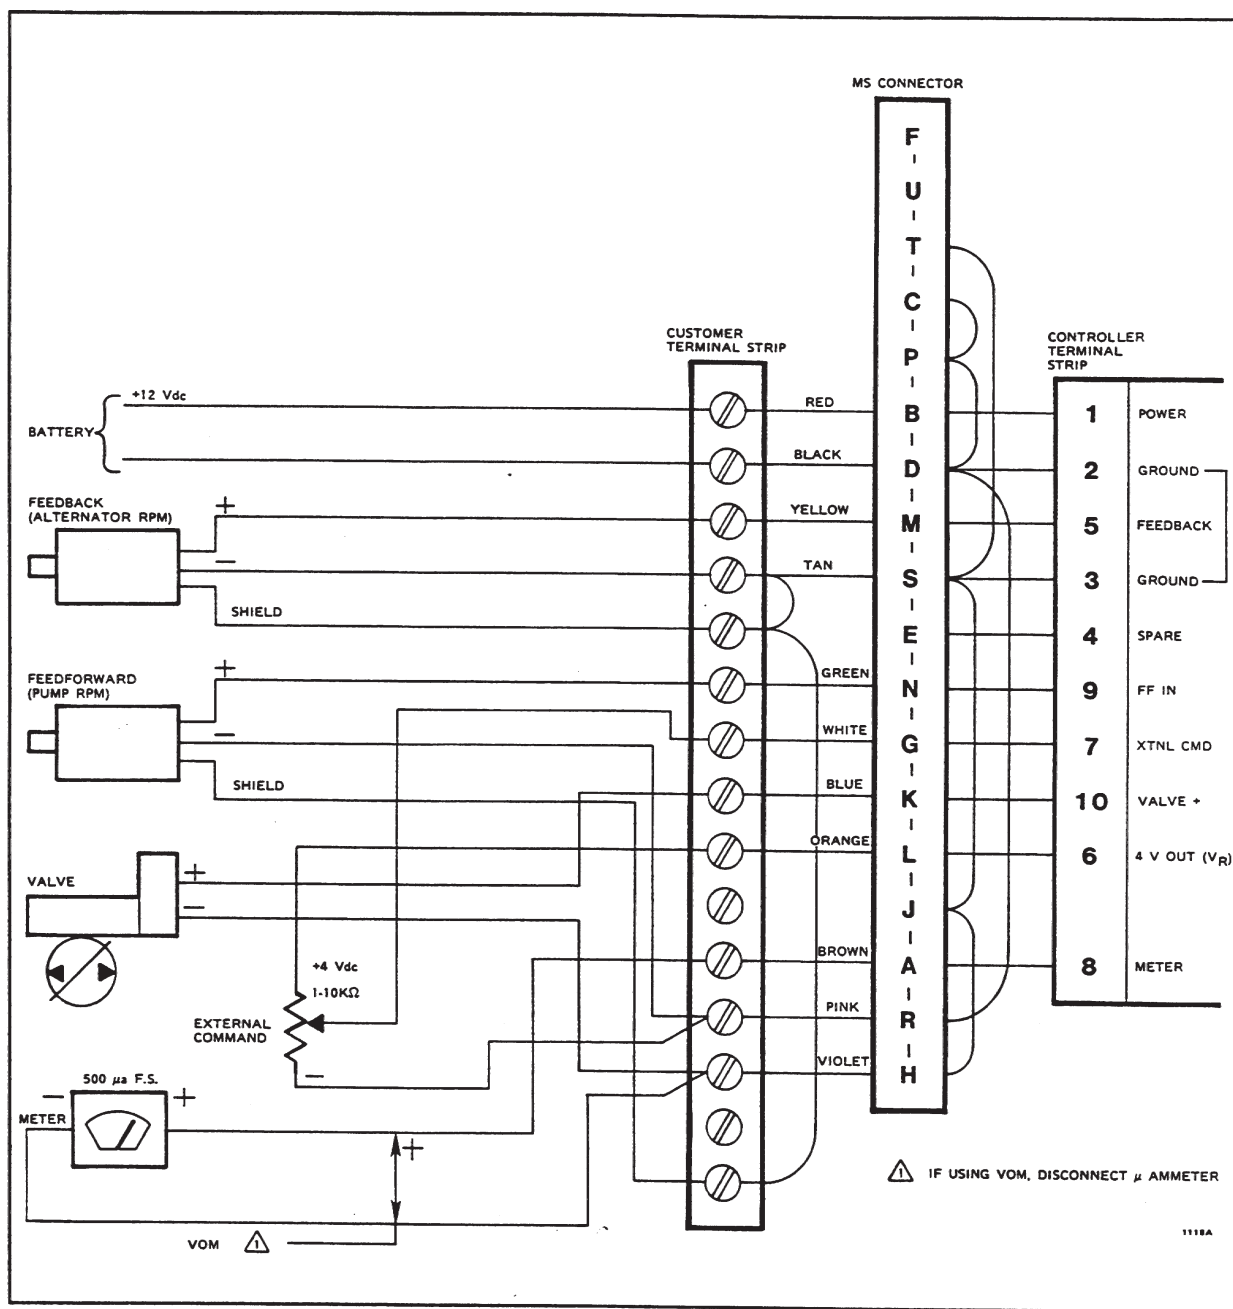 MS CONNECTOR
F
U
T
C
P
B
D
M
S
E
N
G
K
L
J
A
R
H
CUSTOMER
TERMINAL STRIP
CONTROLLER
TERMINAL
STRIP
BATTERY
+12 Vdc
RED
BLACK
YELLOW
TAN
GREEN
WHITE
BLUE
ORANGE
BROWN
PINK
VIOLET
1 POWER
2 GROUND
5 FEEDBACK
3 GROUND
4 SPARE
9 FF IN
7 XTNL CMD
10 VALVE +
6 4 V OUT (VR)
8 METER
FEEDBACK
(ALTERNATOR RPM)
+
−
SHIELD
FEEDFORWARD
(PUMP RPM)
+
−
SHIELD
VALVE
+
−
+4 Vdc
1-10KΩ
EXTERNAL
COMMAND
−
500 µa F.S.
METER
−
+
+
VOM 1
1 IF USING VOM, DISCONNECT µ AMMETER
1118A